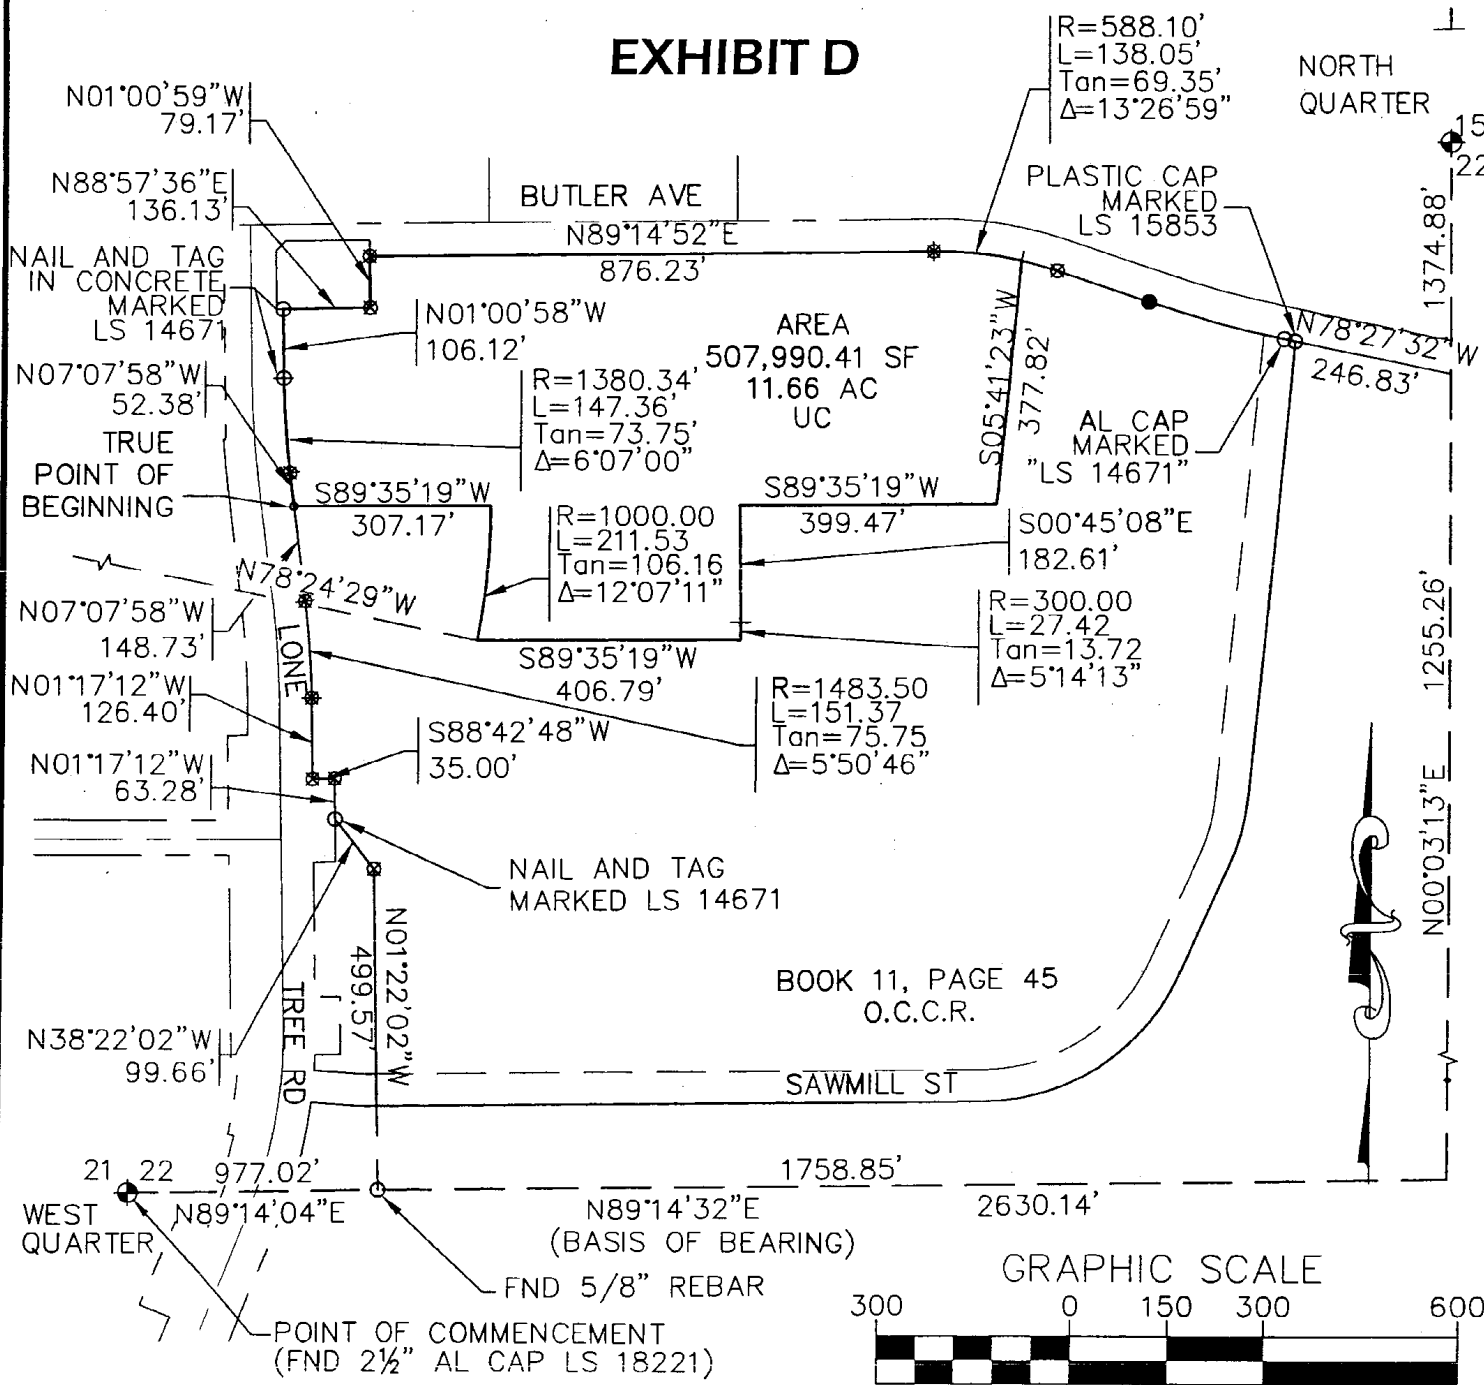 EXHIBIT D
R=588.10'
L=138.05'
Tan=69.35'
Δ=13°26'59"
NORTH
QUARTER
15
22
N01°00'59"W
79.17'
N88°57'36"E
136.13'
BUTLER AVE
PLASTIC CAP
MARKED
LS 15853
N89°14'52"E
876.23'
1374.88'
NAIL AND TAG
IN CONCRETE
MARKED
LS 14671
N01°00'58"W
106.12'
AREA
507,990.41 SF
11.66 AC
UC
S05°41'23"W
377.82'
N78°27'32"W
246.83'
N07°07'58"W
52.38'
R=1380.34'
L=147.36'
Tan=73.75'
Δ=6°07'00"
AL CAP
MARKED
"LS 14671"
TRUE
POINT OF
BEGINNING
S89°35'19"W
307.17'
S89°35'19"W
399.47'
R=1000.00
L=211.53
Tan=106.16
Δ=12°07'11"
S00°45'08"E
182.61'
N78°24'29"W
N07°07'58"W
148.73'
R=300.00
L=27.42
Tan=13.72
Δ=5°14'13"
LONE
S89°35'19"W
406.79'
N01°17'12"W
126.40'
R=1483.50
L=151.37
Tan=75.75
Δ=5°50'46"
S88°42'48"W
35.00'
N01°17'12"W
63.28'
1255.26'
N00°03'13"E
NAIL AND TAG
MARKED LS 14671
N01°22'02"W
499.57'
BOOK 11, PAGE 45
O.C.C.R.
N38°22'02"W
99.66'
TREE RD
SAWMILL ST
21 22
977.02'
1758.85'
N89°14'04"E
N89°14'32"E
2630.14'
(BASIS OF BEARING)
WEST
QUARTER
FND 5/8" REBAR
POINT OF COMMENCEMENT
(FND 2½" AL CAP LS 18221)
GRAPHIC SCALE
300 0 150 300 600